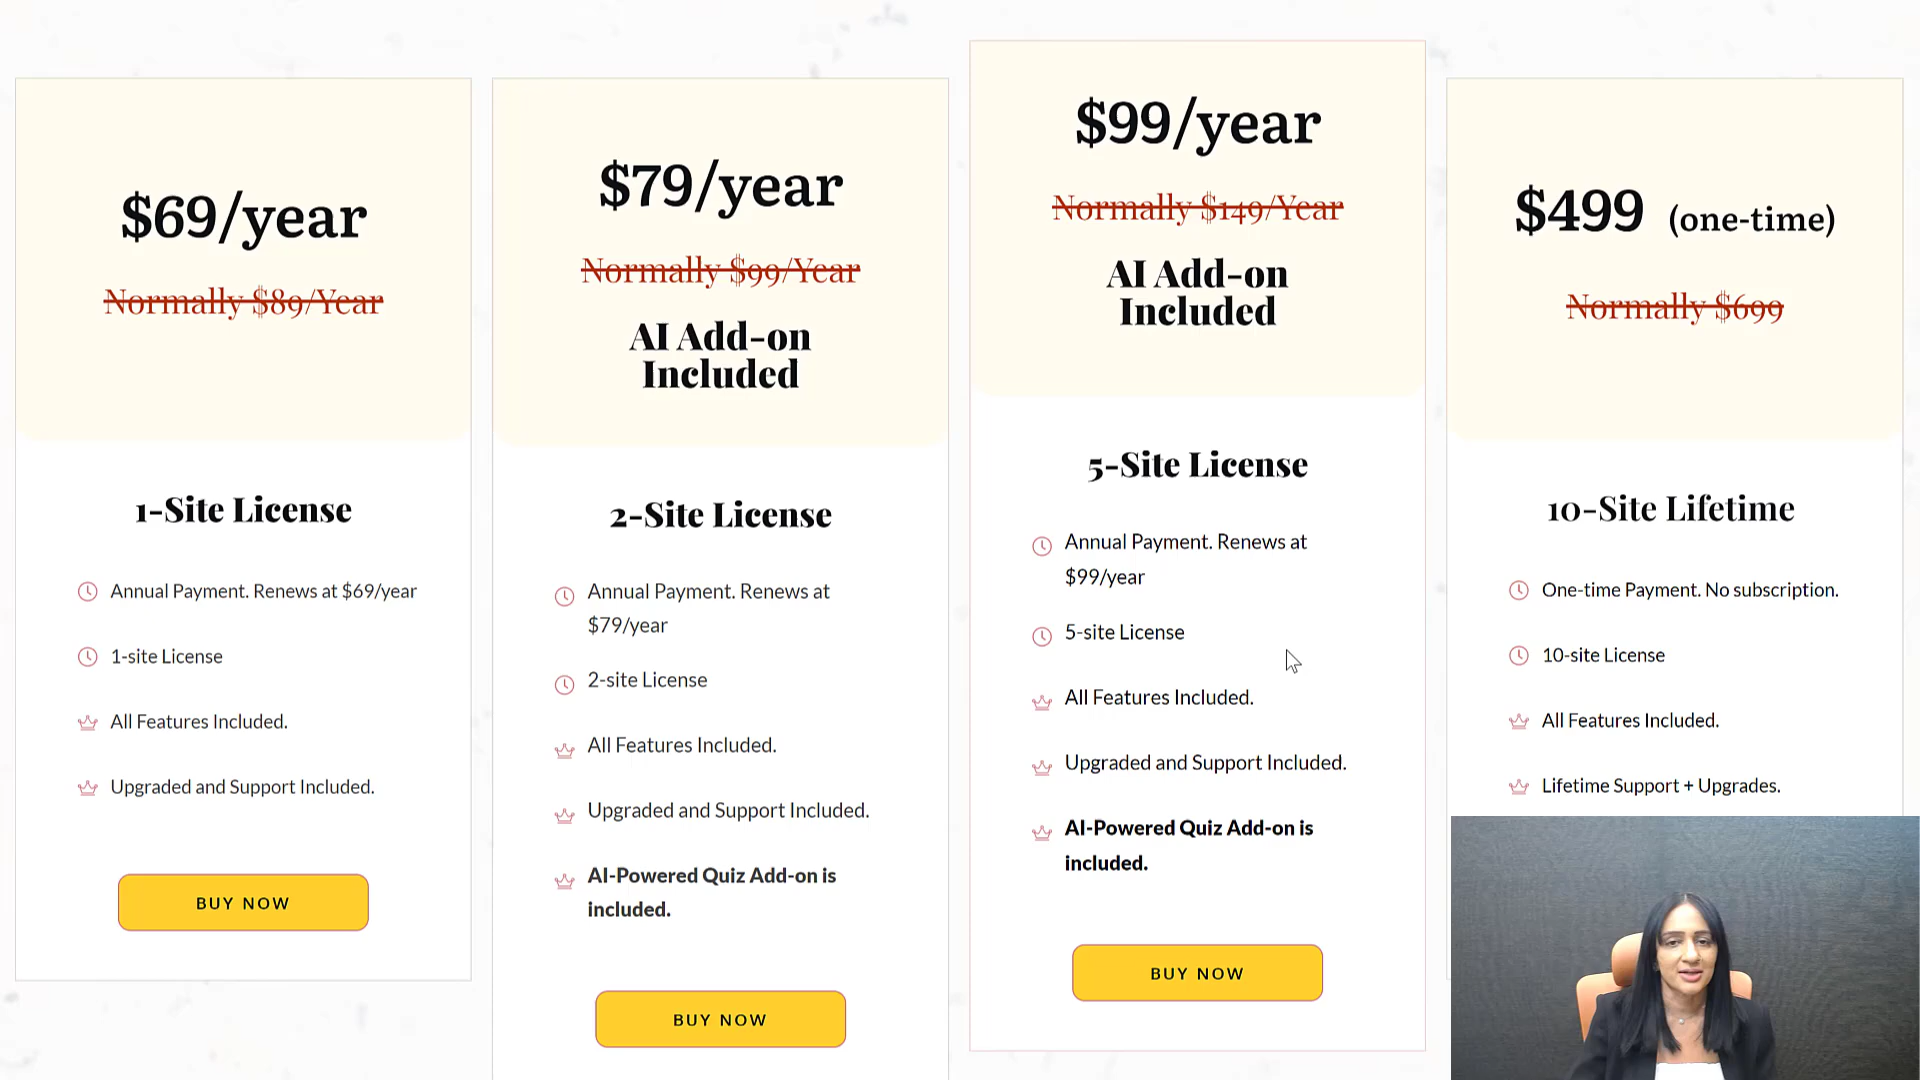 $69/year
Normally $89/Year
1-Site License
Annual Payment. Renews at $69/year
1-site License
All Features Included.
Upgraded and Support Included.
BUY NOW
$79/year
Normally $99/Year
AI Add-on
Included
2-Site License
Annual Payment. Renews at
$79/year
2-site License
All Features Included.
Upgraded and Support Included.
AI-Powered Quiz Add-on is
included.
BUY NOW
$99/year
Normally $149/Year
AI Add-on
Included
5-Site License
Annual Payment. Renews at
$99/year
5-site License
All Features Included.
Upgraded and Support Included.
AI-Powered Quiz Add-on is
included.
BUY NOW
$499 (one-time)
Normally $699
10-Site Lifetime
One-time Payment. No subscription.
10-site License
All Features Included.
Lifetime Support + Upgrades.